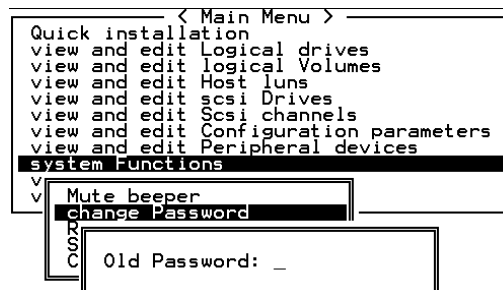 < Main Menu >
Quick installation
view and edit Logical drives
view and edit logical Volumes
view and edit Host luns
view and edit scsi Drives
view and edit Scsi channels
view and edit Configuration parameters
view and edit Peripheral devices
system Functions
v
v
Mute beeper
change Password
R
S
C
Old Password: _